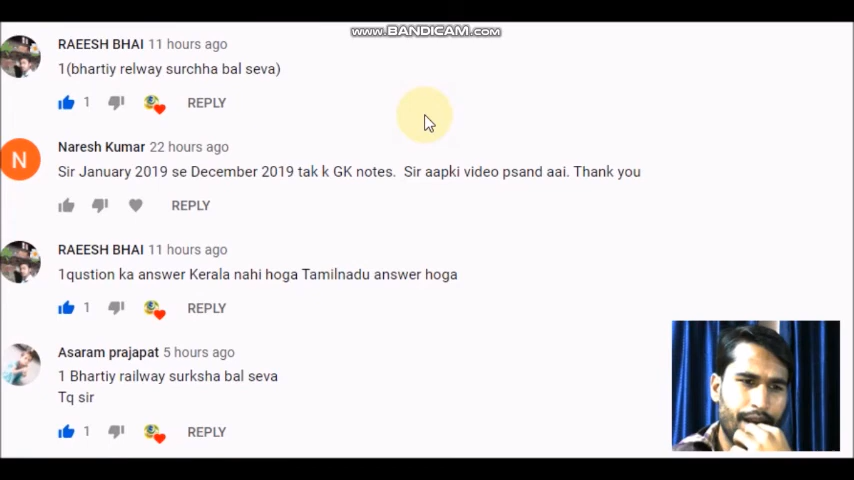 www.BANDICAM.com
RAEESH BHAI 11 hours ago
1(bhartiy relway surchha bal seva)
1 REPLY
Naresh Kumar 22 hours ago
N
Sir January 2019 se December 2019 tak k GK notes. Sir aapki video psand aai. Thank you
REPLY
RAEESH BHAI 11 hours ago
1qustion ka answer Kerala nahi hoga Tamilnadu answer hoga
1 REPLY
Asaram prajapat 5 hours ago
1 Bhartiy railway surksha bal seva
Tq sir
1 REPLY